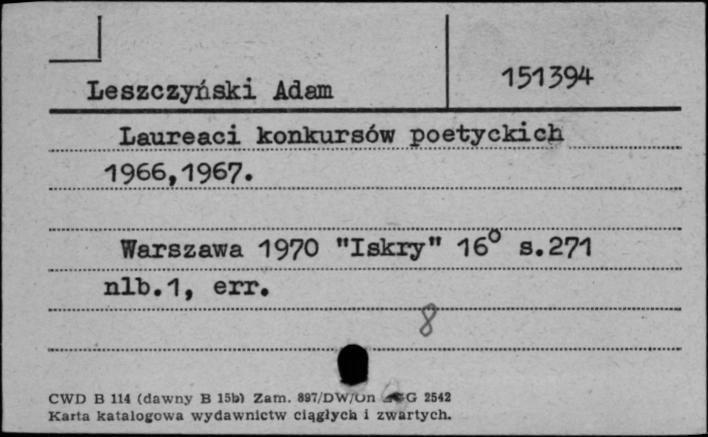 Leszczyński Adam
151394
Laureaci konkursów poetyckich
1966,1967.
Warszawa 1970 "Iskry" 16° s.271
nlb.1, err.
8
CWD B 114 (dawny B 15b) Zam. 897/DW/Un G 2542
Karta katalogowa wydawnictw ciągłych i zwartych.